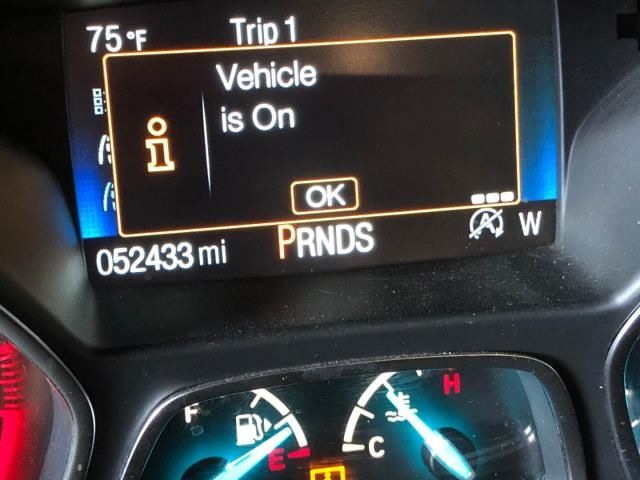 75°F Trip 1
Vehicle
is On
i
OK
052433 mi PRNDS A W
F H
E C